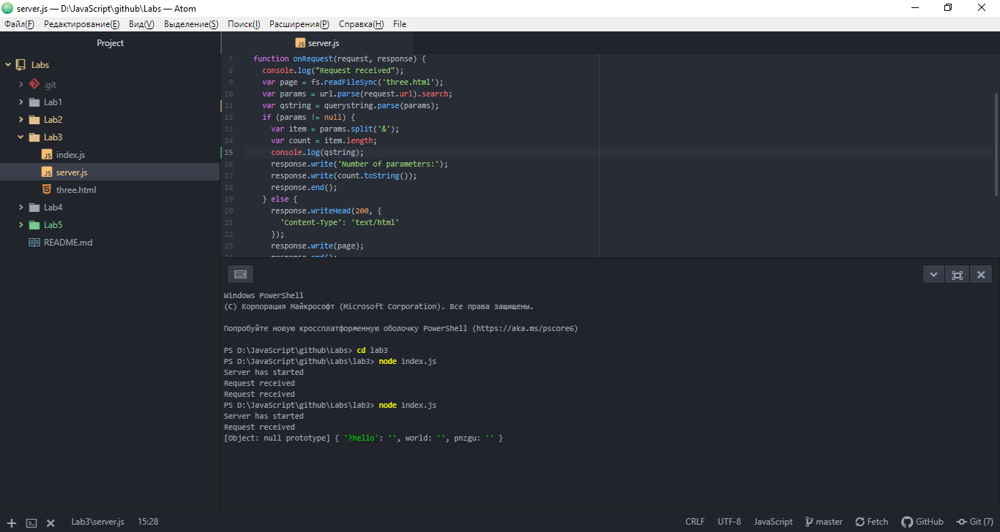 server.js — D:\JavaScript\github\Labs — Atom
Файл(F) Редактирование(E) Вид(V) Выделение(S) Поиск(I) Расширения(P) Справка(H) File
Project
Labs
.git
Lab1
Lab2
Lab3
index.js
server.js
three.html
Lab4
Lab5
README.md
server.js
7 function onRequest(request, response) {
8 console.log("Request received");
9 var page = fs.readFileSync('three.html');
10 var params = url.parse(request.url).search;
11 var qstring = querystring.parse(params);
12 if (params != null) {
13 var item = params.split('&');
14 var count = item.length;
15 console.log(qstring);
16 response.write('Number of parameters:');
17 response.write(count.toString());
18 response.end();
19 } else {
20 response.writeHead(200, {
21 'Content-Type': 'text/html'
22 });
23 response.write(page);
24 response.end();
Windows PowerShell
(C) Корпорация Майкрософт (Microsoft Corporation). Все права защищены.
Попробуйте новую кроссплатформенную оболочку PowerShell (https://aka.ms/pscore6)
PS D:\JavaScript\github\Labs> cd lab3
PS D:\JavaScript\github\Labs\lab3> node index.js
Server has started
Request received
Request received
PS D:\JavaScript\github\Labs\lab3> node index.js
Server has started
Request received
[Object: null prototype] { '?hello': '', world: '', pnzgu: '' }
Lab3\server.js 15:28 CRLF UTF-8 JavaScript master Fetch GitHub Git (7)